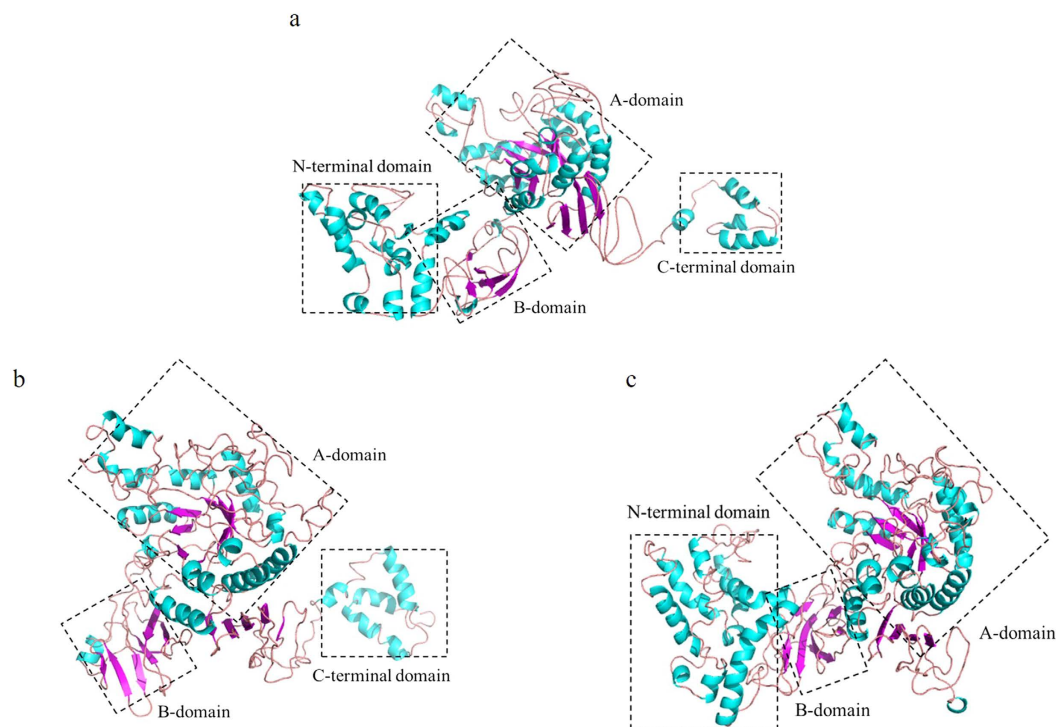 a
A-domain
N-terminal domain
C-terminal domain
B-domain
b
c
A-domain
N-terminal domain
A-domain
C-terminal domain
B-domain
B-domain